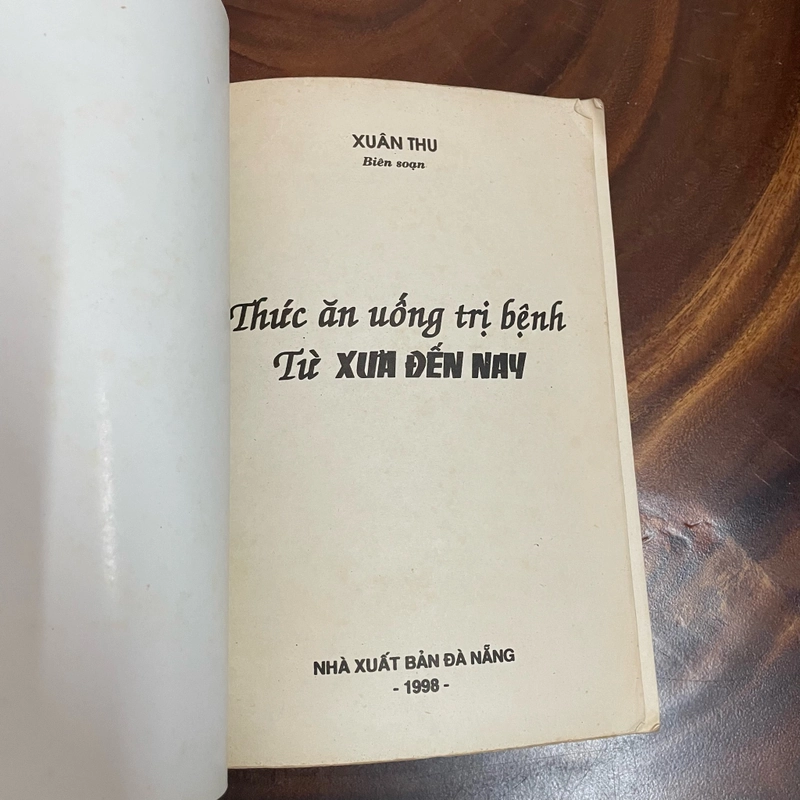 XUÂN THU
Biên soạn
Thức ăn uống trị bệnh
Từ XƯA ĐẾN NAY
NHÀ XUẤT BẢN ĐÀ NẴNG
- 1998 -